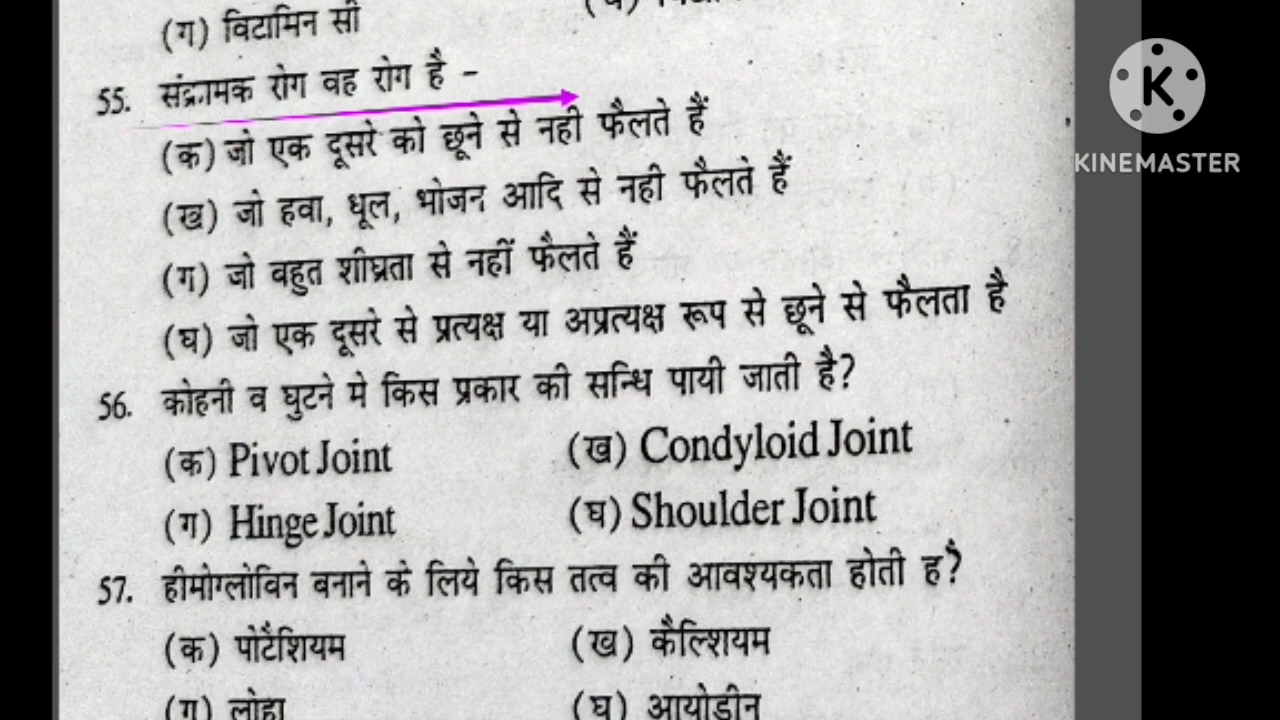 (ग) विटामिन सी
55. संक्रामक रोग वह रोग है -
(क) जो एक दूसरे को छूने से नही फैलते हैं
(ख) जो हवा, धूल, भोजन आदि से नही फैलते हैं
(ग) जो वहुत शीघ्रता से नहीं फैलते हैं
(घ) जो एक दूसरे से प्रत्यक्ष या अप्रत्यक्ष रूप से छूने से फैलता है
56. कोहनी व घुटने मे किस प्रकार की सन्धि पायी जाती है?
(क) Pivot Joint (ख) Condyloid Joint
(ग) Hinge Joint (घ) Shoulder Joint
57. हीमोग्लोविन वनाने के लिये किस तत्व की आवश्यकता होती ह?
(क) पोटैशियम (ख) कैल्शियम
(ग) लोहा (घ) आयोडीन
K
KINEMASTER